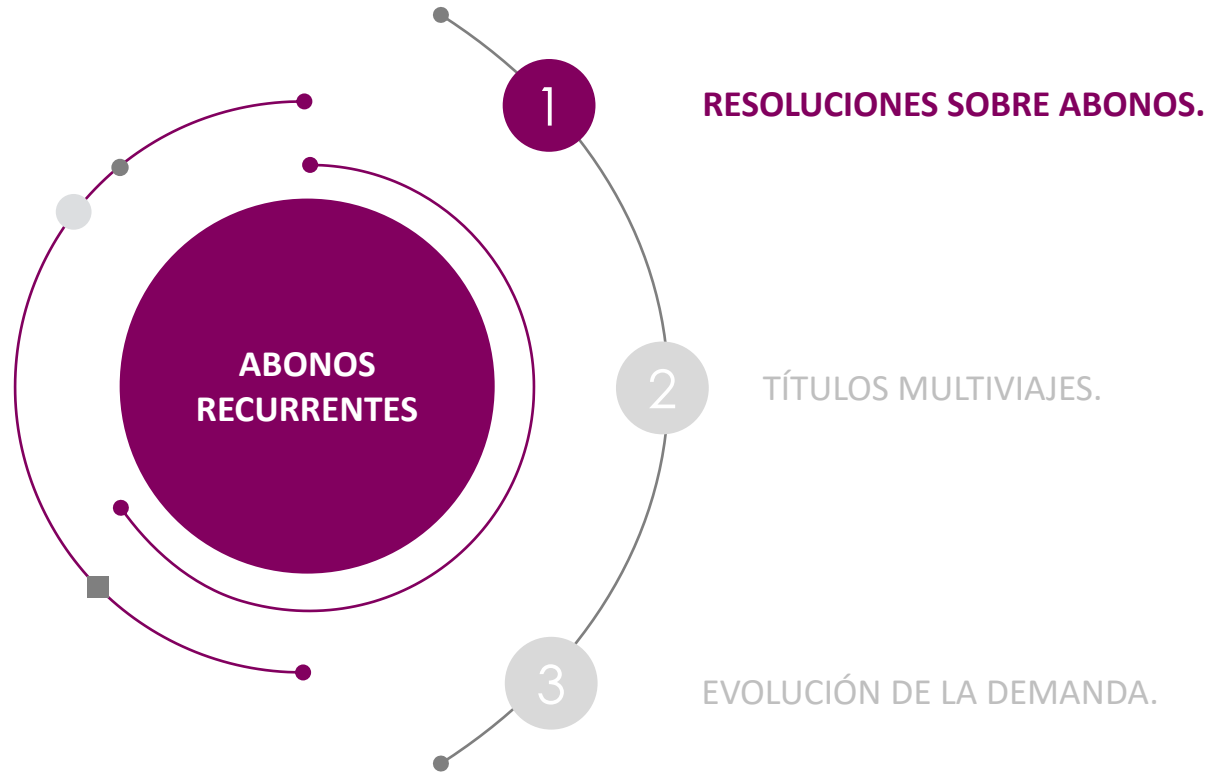 ABONOS
RECURRENTES
1
RESOLUCIONES SOBRE ABONOS.
2
TÍTULOS MULTIVIAJES.
3
EVOLUCIÓN DE LA DEMANDA.